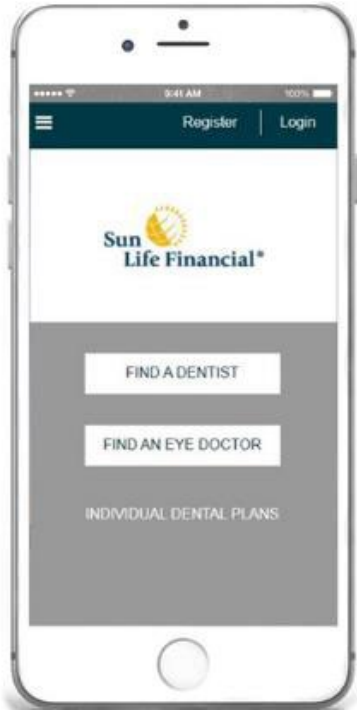 9:41 AM 100%
Register Login
Sun
Life Financial®
FIND A DENTIST
FIND AN EYE DOCTOR
INDIVIDUAL DENTAL PLANS